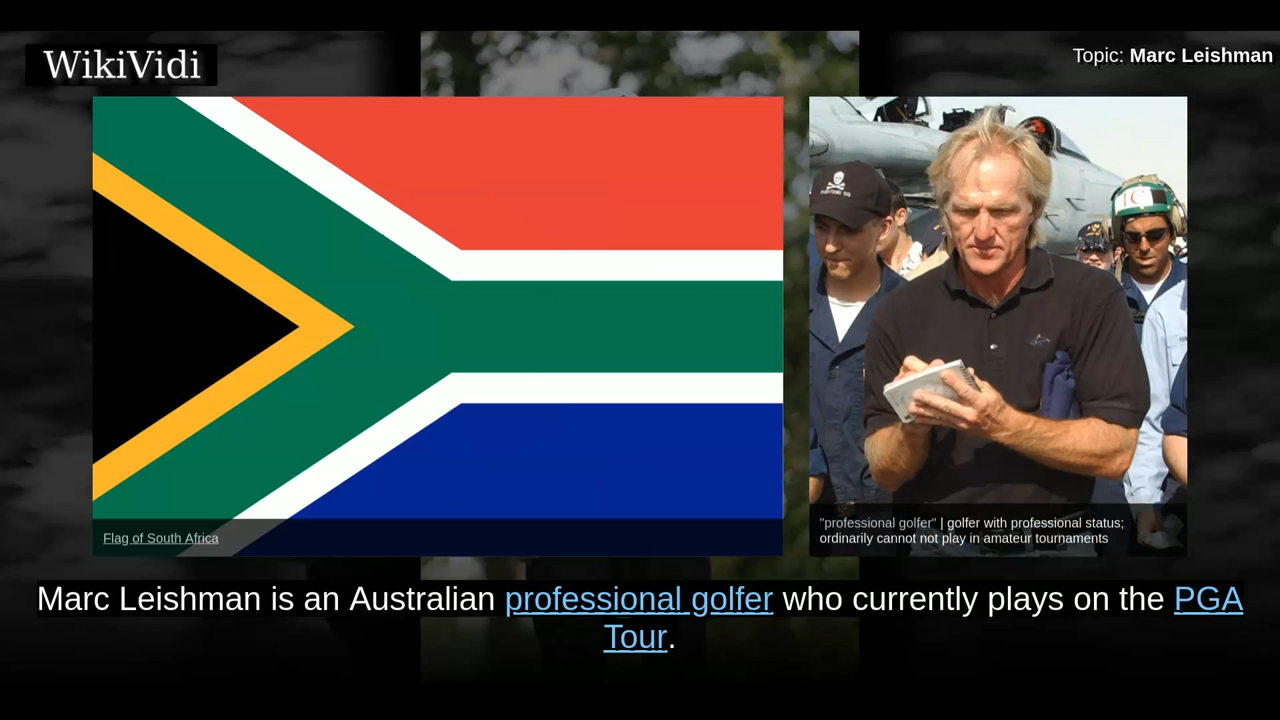 WikiVidi
Topic: Marc Leishman
Flag of South Africa
"professional golfer" | golfer with professional status;
ordinarily cannot not play in amateur tournaments
Marc Leishman is an Australian professional golfer who currently plays on the PGA
Tour.